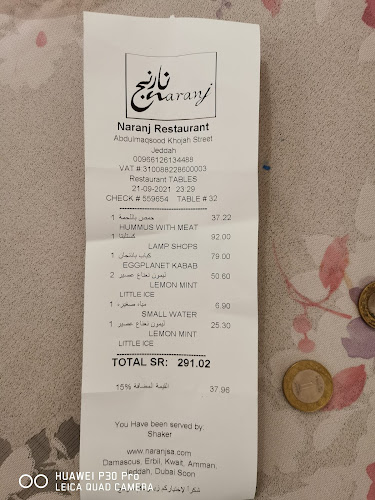 نارنج
naranj
Naranj Restaurant
Abdulmaqsood Khojah Street
Jeddah
00966126134488
VAT # 310088228600003
Restaurant TABLES
21-09-2021 23:29
CHECK # 559654 TABLE # 32
1 حمص باللحمة 37.22
HUMMUS WITH MEAT
1 كستليتا 92.00
LAMP SHOPS
1 كباب باذنجان 79.00
EGGPLANET KABAB
2 ليمون نعناع عصير 50.60
LEMON MINT
LITTLE ICE
1 مياه صغيره 6.90
SMALL WATER
1 ليمون نعناع عصير 25.30
LEMON MINT
LITTLE ICE
TOTAL SR: 291.02
القيمة المضافة 15% 37.96
You Have been served by
Shaker
www.naranjsa.com
Damascus, Erbil, Kwait, Amman,
Jeddah, Dubai Soon
شكراً لاختياركم
HUAWEI P30 Pro
LEICA QUAD CAMERA